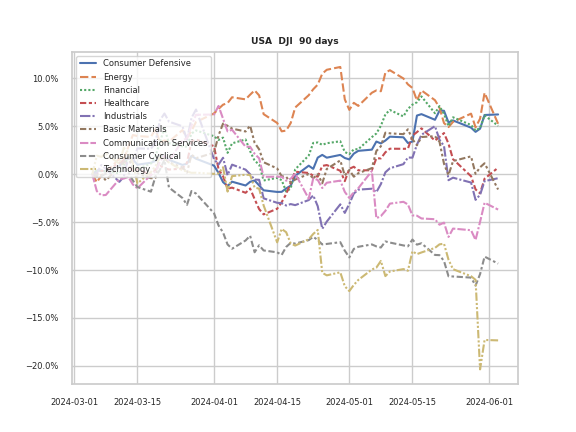 USA DJI 90 days
Consumer Defensive
Energy
Financial
Healthcare
Industrials
Basic Materials
Communication Services
Consumer Cyclical
Technology
10.0%
5.0%
0.0%
−5.0%
−10.0%
−15.0%
−20.0%
2024-03-01 2024-03-15 2024-04-01 2024-04-15 2024-05-01 2024-05-15 2024-06-01